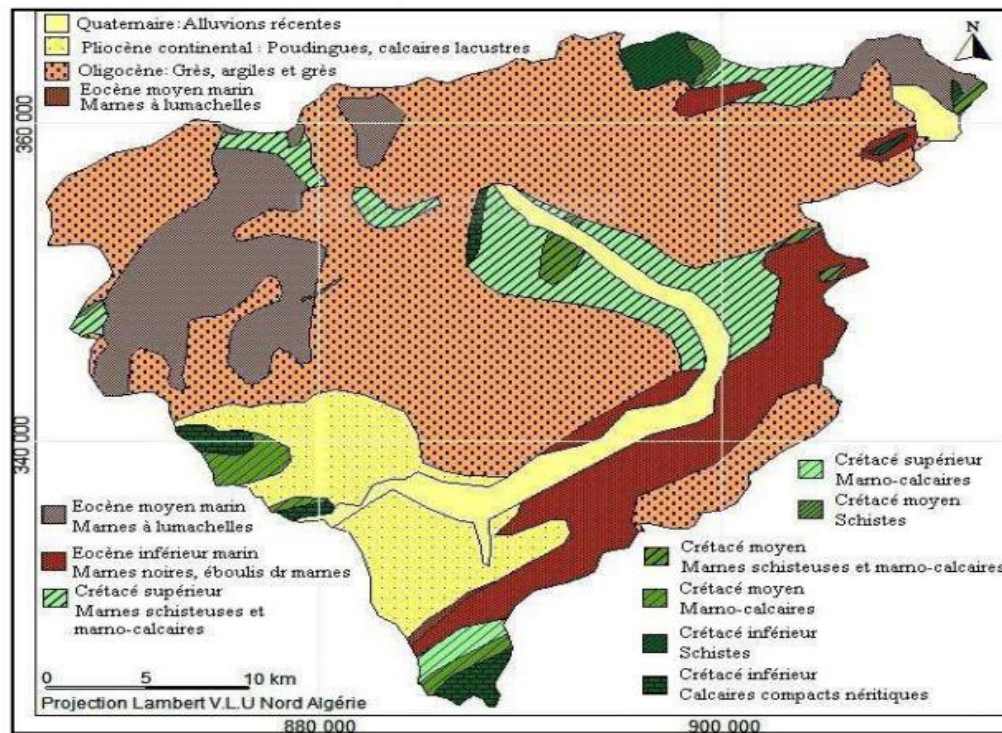 Quaternaire: Alluvions récentes
Pliocène continental : Poudingues, calcaires lacustres
Oligocène: Grès, argiles et grès
Eocène moyen marin
Marnes à lumachelles
N
360 000
340 000
Eocène moyen marin
Marnes à lumachelles
Eocène inférieur marin
Marnes noires, éboulis dr marnes
Crétacé supérieur
Marnes schisteuses et
marno-calcaires
Crétacé supérieur
Marno-calcaires
Crétacé moyen
Schistes
Crétacé moyen
Marnes schisteuses et marno-calcaires
Crétacé moyen
Marno-calcaires
Crétacé inférieur
Schistes
Crétacé inférieur
Calcaires compacts néritiques
0 5 10 km
Projection Lambert V.L.U Nord Algérie
880 000
900 000